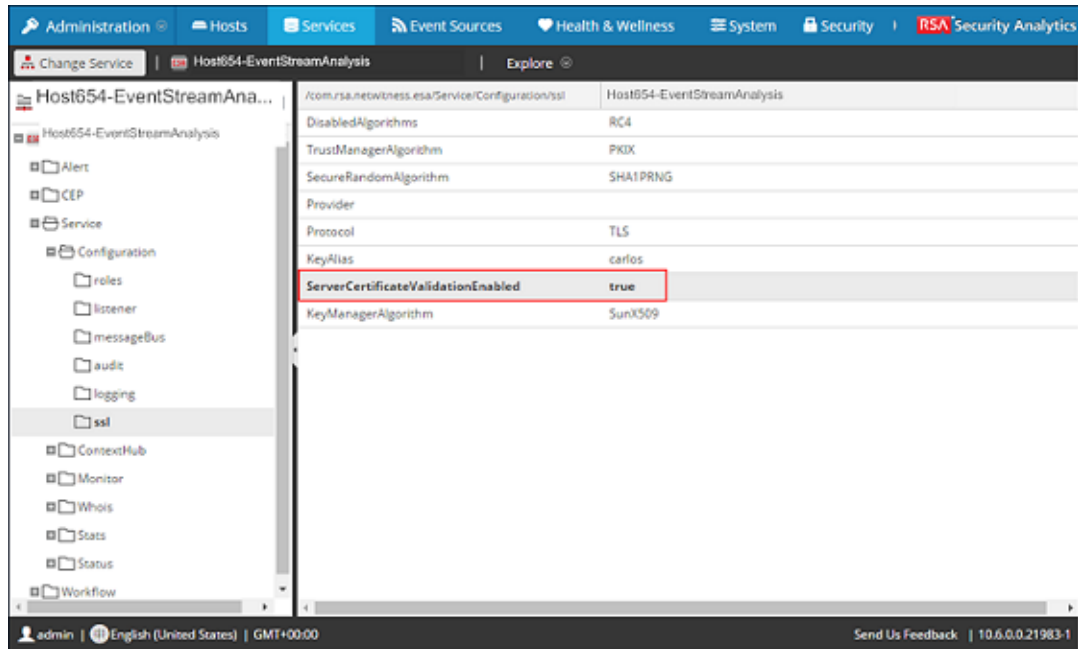 Administration Hosts Services Event Sources Health & Wellness System Security RSA Security Analytics
Change Service | Host654-EventStreamAnalysis | Explore
Host654-EventStreamAna...
Host654-EventStreamAnalysis
Alert
CEP
Service
Configuration
roles
listener
messageBus
audit
logging
ssl
ContextHub
Monitor
Whois
Stats
Status
Workflow
/com.rsa.netwitness.esa/Service/Configuration/ssl Host654-EventStreamAnalysis
DisabledAlgorithms RC4
TrustManagerAlgorithm PKIX
SecureRandomAlgorithm SHA1PRNG
Provider
Protocol TLS
KeyAlias carlos
ServerCertificateValidationEnabled true
KeyManagerAlgorithm SunX509
admin | English (United States) | GMT+00:00 Send Us Feedback | 10.6.0.0.21983-1